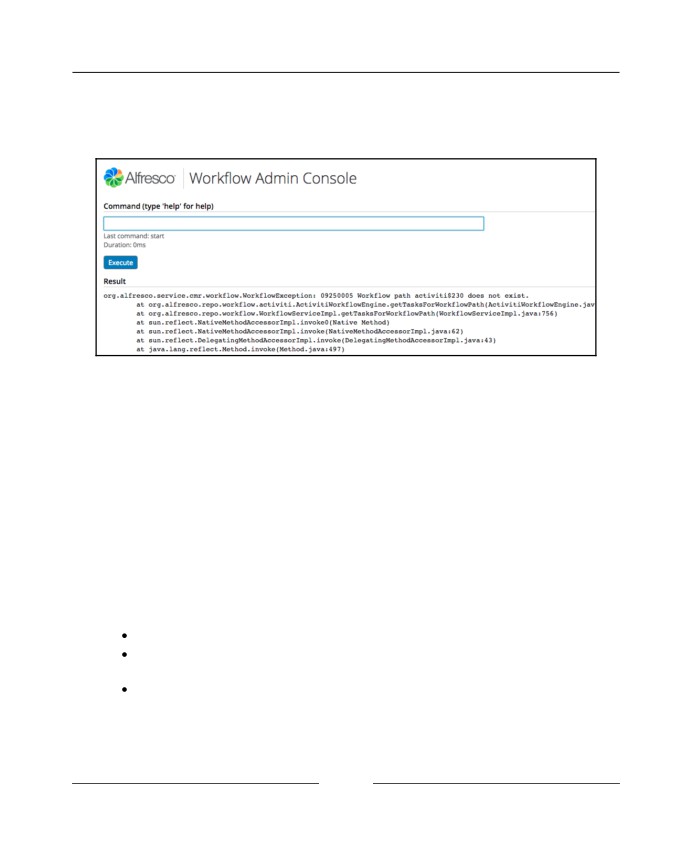 Alfresco Workflow Admin Console
Command (type 'help' for help)
Last command: start
Duration: 0ms
Execute
Result
org.alfresco.service.cmr.workflow.WorkflowException: 09250005 Workflow path activiti$230 does not exist.
at org.alfresco.repo.workflow.activiti.ActivitiWorkflowEngine.getTasksForWorkflowPath(ActivitiWorkflowEngine.jav
at org.alfresco.repo.workflow.WorkflowServiceImpl.getTasksForWorkflowPath(WorkflowServiceImpl.java:756)
at sun.reflect.NativeMethodAccessorImpl.invoke0(Native Method)
at sun.reflect.NativeMethodAccessorImpl.invoke(NativeMethodAccessorImpl.java:62)
at sun.reflect.DelegatingMethodAccessorImpl.invoke(DelegatingMethodAccessorImpl.java:43)
at java.lang.reflect.Method.invoke(Method.java:497)